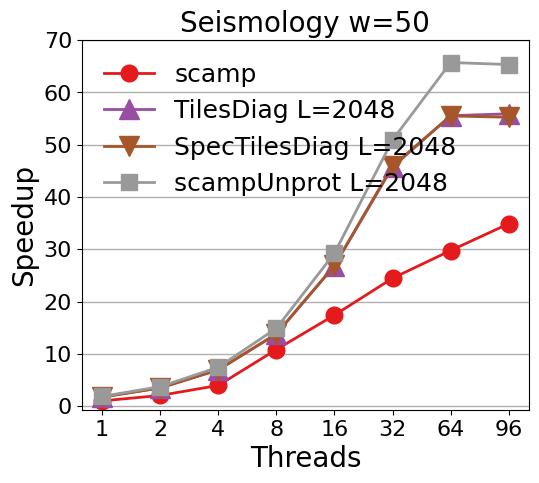 Seismology w=50
70
60
50
40
30
20
10
0
Speedup
scamp
TilesDiag L=2048
SpecTilesDiag L=2048
scampUnprot L=2048
1 2 4 8 16 32 64 96
Threads